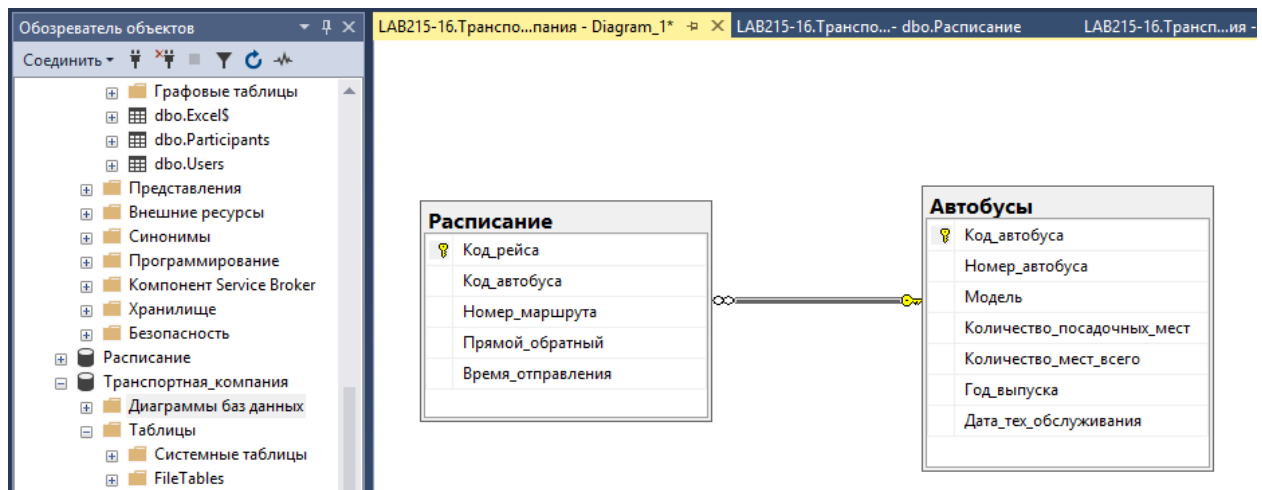 Обозреватель объектов
Соединить
Графовые таблицы
dbo.Excel$
dbo.Participants
dbo.Users
Представления
Внешние ресурсы
Синонимы
Программирование
Компонент Service Broker
Хранилище
Безопасность
Расписание
Транспортная_компания
Диаграммы баз данных
Таблицы
Системные таблицы
FileTables
LAB215-16.Транспо...пания - Diagram_1*
LAB215-16.Транспо...- dbo.Расписание
LAB215-16.Трансп...ия -
Расписание
Код_рейса
Код_автобуса
Номер_маршрута
Прямой_обратный
Время_отправления
Автобусы
Код_автобуса
Номер_автобуса
Модель
Количество_посадочных_мест
Количество_мест_всего
Год_выпуска
Дата_тех_обслуживания